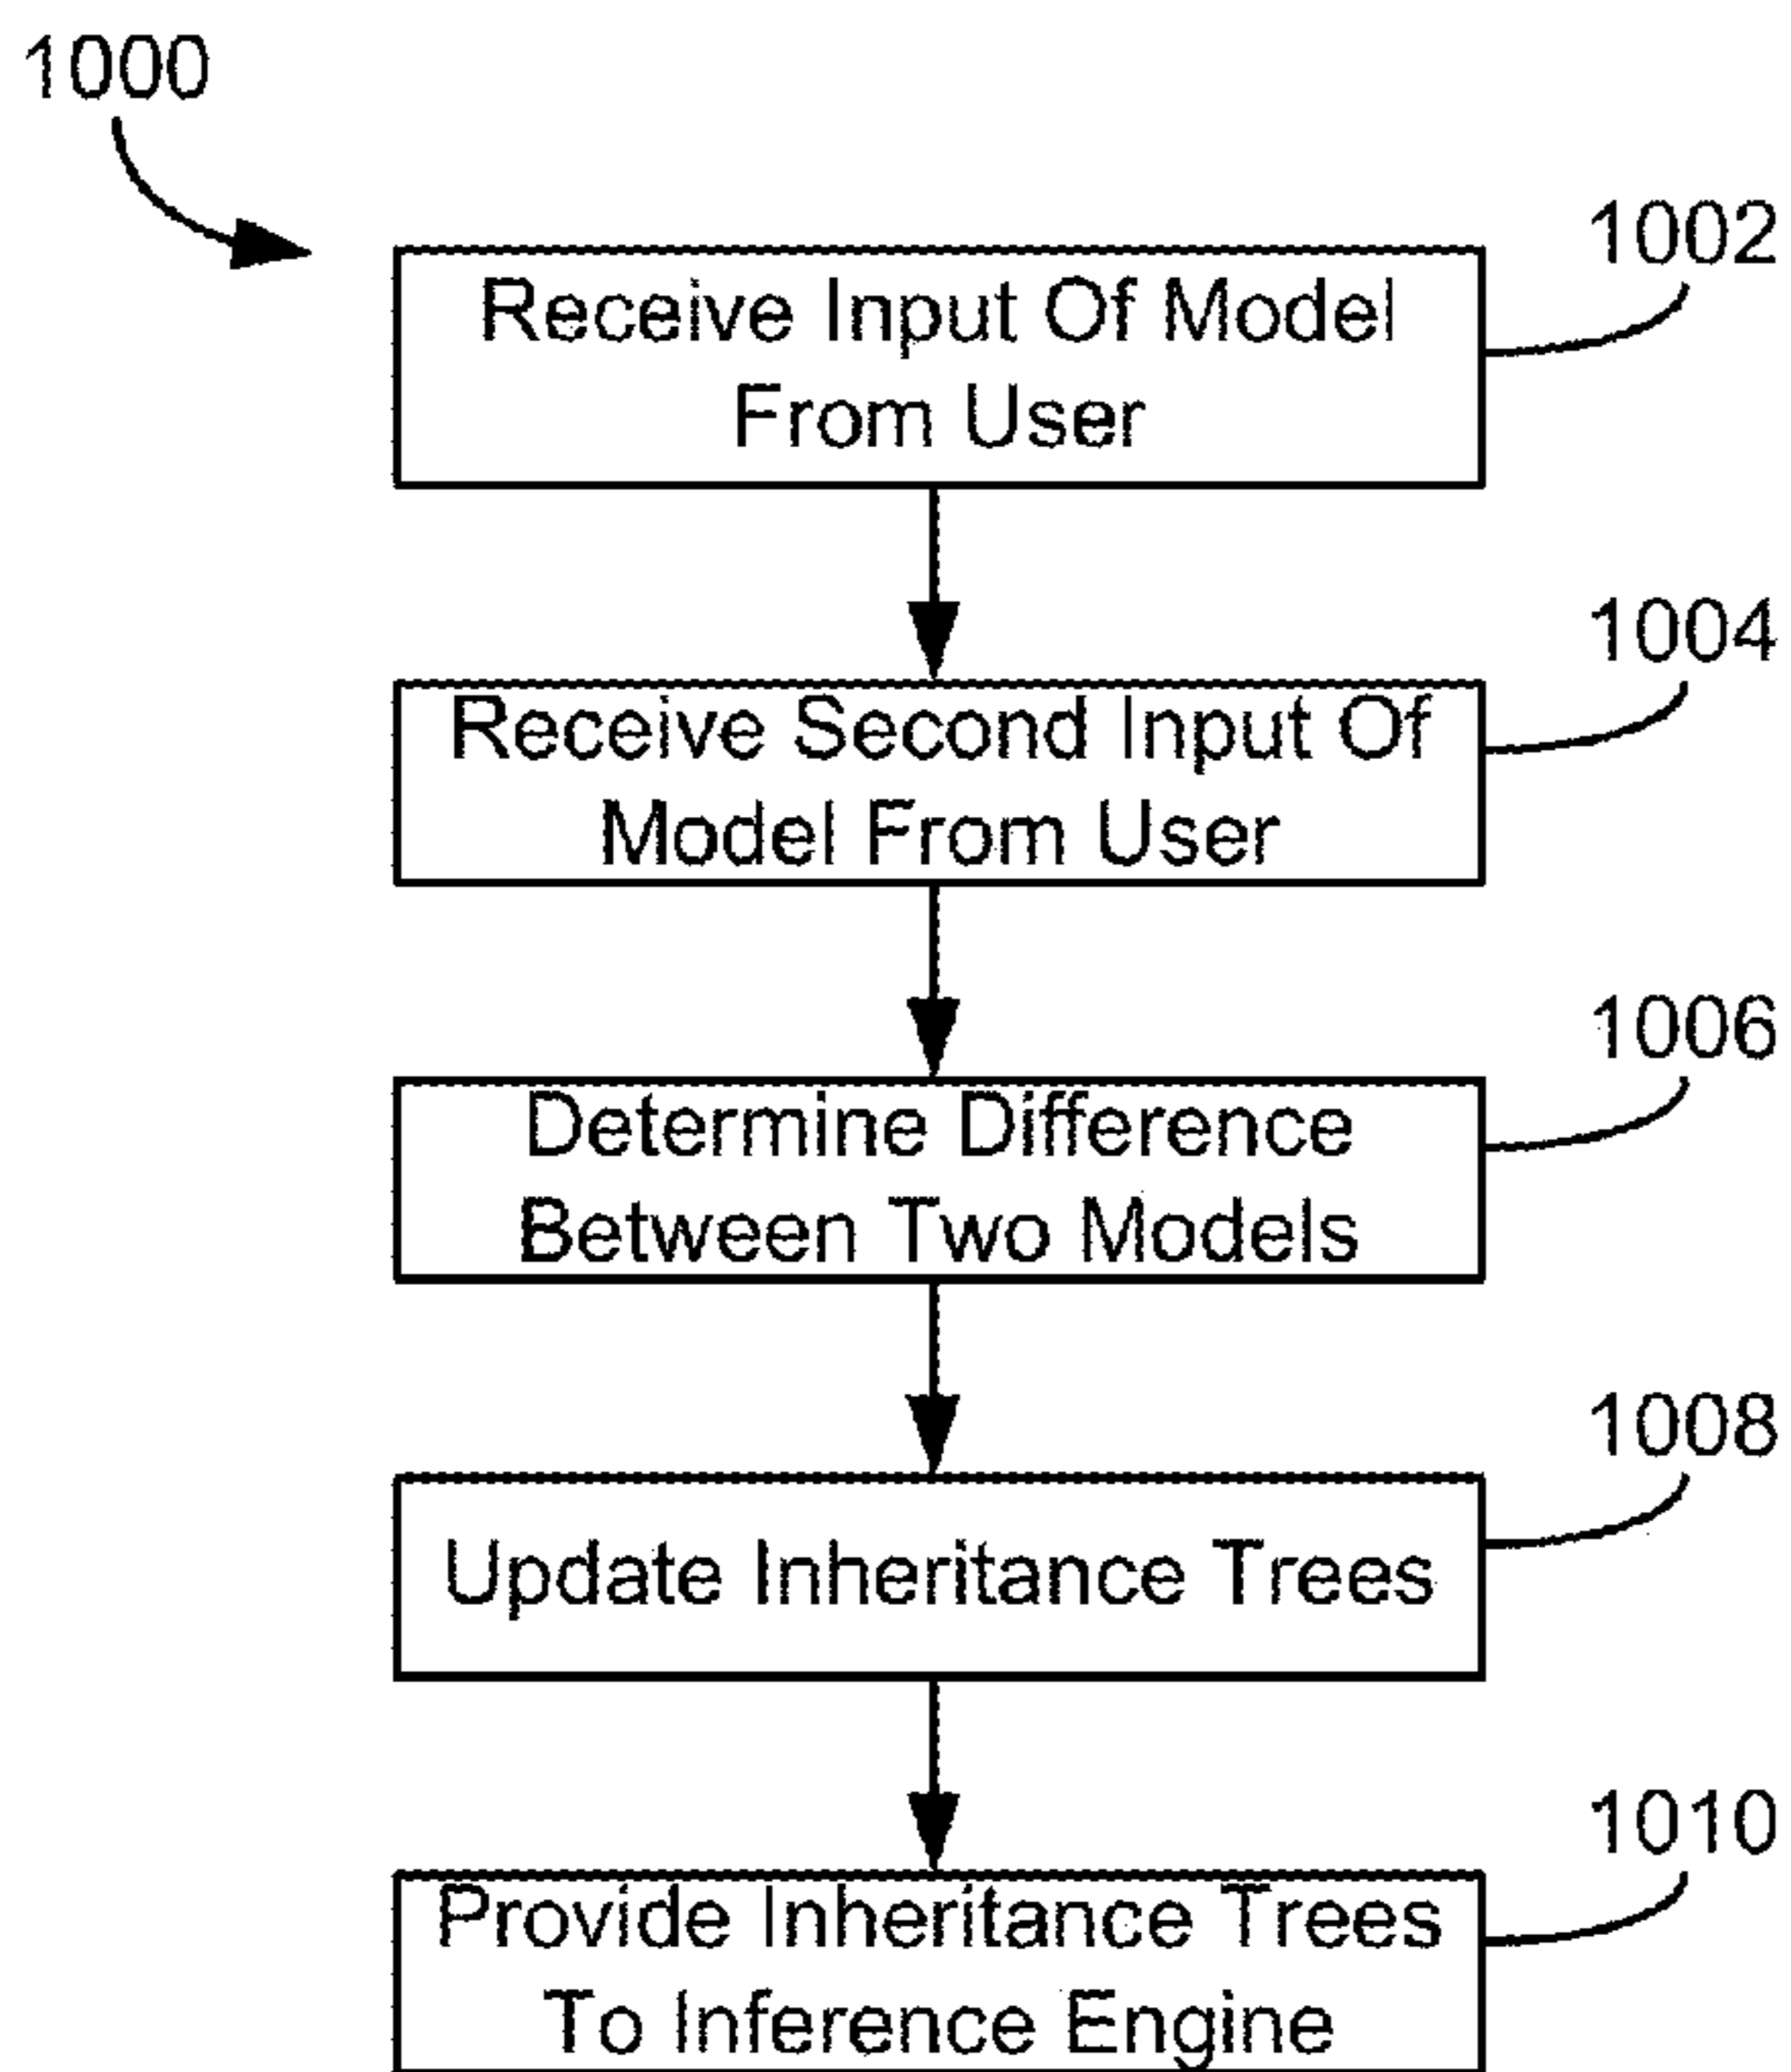 1000
1002
Receive Input Of Model
From User
1004
Receive Second Input Of
Model From User
1006
Determine Difference
Between Two Models
1008
Update Inheritance Trees
1010
Provide Inheritance Trees
To Inference Engine